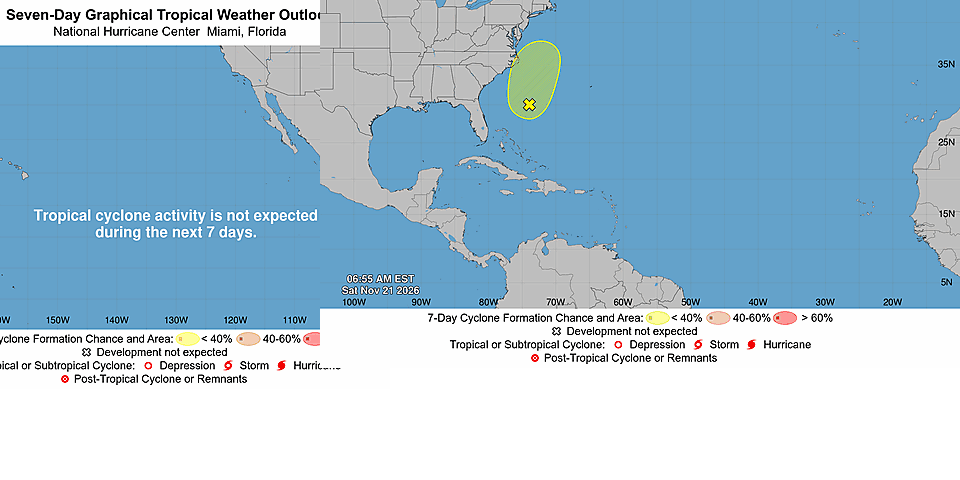 Seven-Day Graphical Tropical Weather Outlo
National Hurricane Center Miami, Florida
35N
25N
Tropical cyclone activity is not expected
during the next 7 days.
15N
06:55 AM EST
Sat Nov 21 2026
5N
100W 90W 80W 70W 60W 50W 40W 30W 20W
0W 150W 140W 130W 120W 110W
7-Day Cyclone Formation Chance and Area: < 40% 40-60% > 60%
Development not expected
Tropical or Subtropical Cyclone: Depression Storm Hurricane
Post-Tropical Cyclone or Remnants
yclone Formation Chance and Area: < 40% 40-60%
Development not expected
pical or Subtropical Cyclone: Depression Storm Hurricane
Post-Tropical Cyclone or Remnants